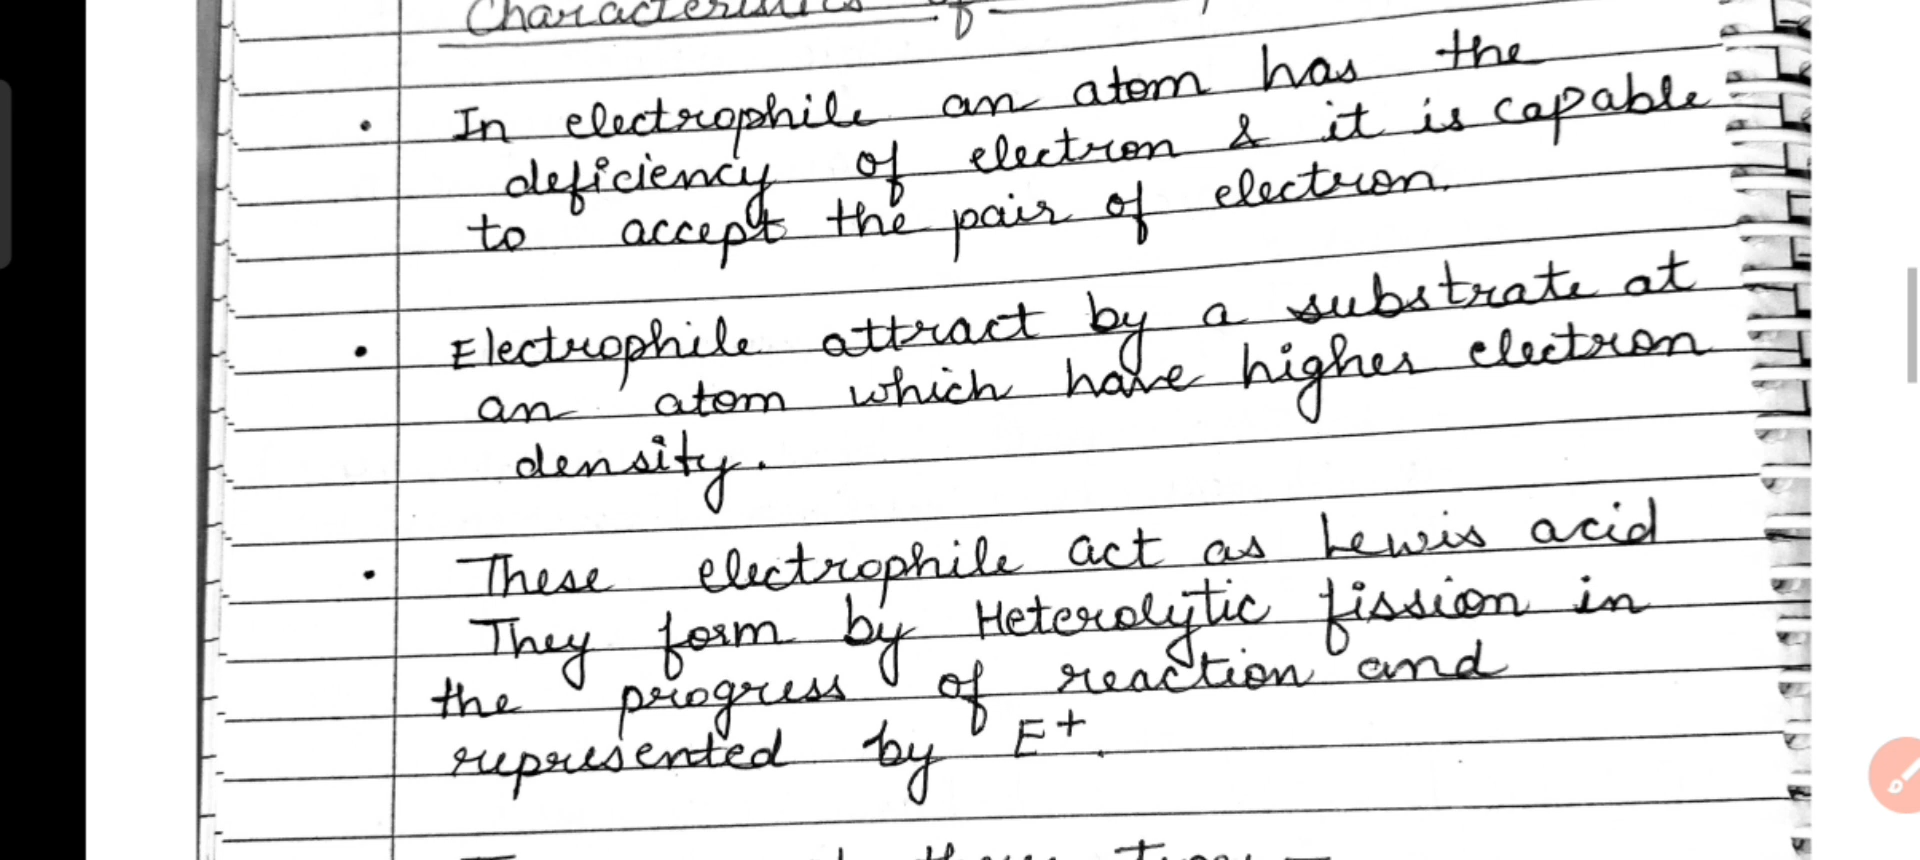 Characteristics of
• In electrophile an atom has the
deficiency of electron & it is capable
to accept the pair of electron.
• Electrophile attract by a substrate at
an atom which have higher electron
density.
• These electrophile act as Lewis acid
They form by Heterolytic fission in
the progress of reaction and
represented by E+.